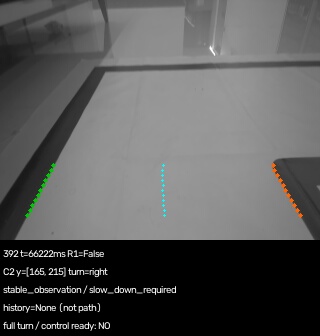 392 t=66222ms R1=False
C2 y=[165, 215] turn=right
stable_observation / slow_down_required
history=None (not path)
full turn / control ready: NO